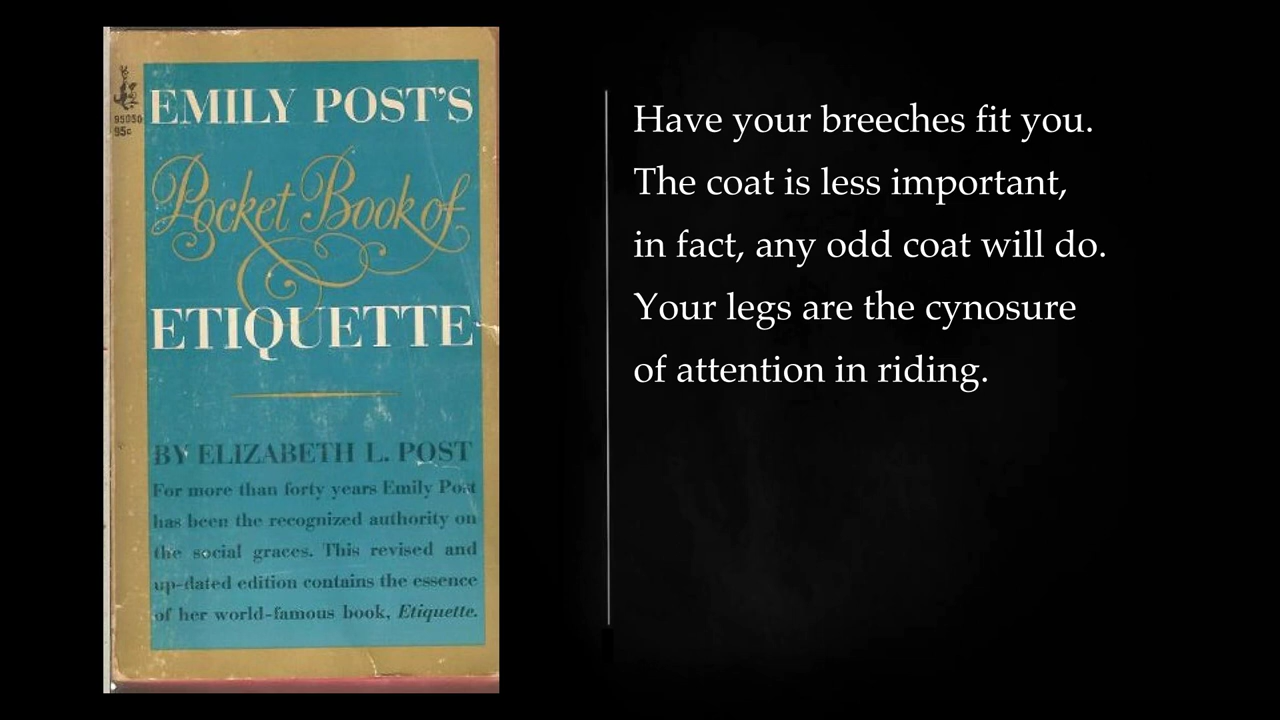 EMILY POST'S
Pocket Book of
ETIQUETTE
BY ELIZABETH L. POST
For more than forty years Emily Post
has been the recognized authority on
the social graces. This revised and
up-dated edition contains the essence
of her world-famous book, Etiquette.
95050
95c
Have your breeches fit you.
The coat is less important,
in fact, any odd coat will do.
Your legs are the cynosure
of attention in riding.